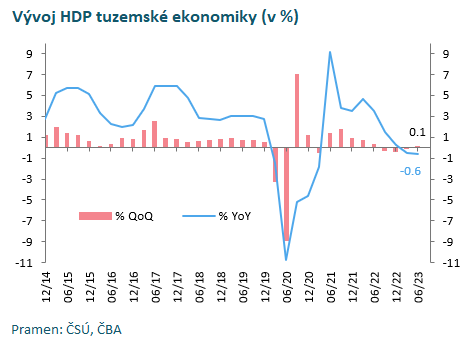 Vývoj HDP tuzemské ekonomiky (v %)
9 9
7 7
5 5
3 3
1 0.1 1
-1 -1
-3 -0.6 -3
-5 -5
-7 % QoQ % YoY -7
-9 -9
-11 -11
12/14 06/15 12/15 06/16 12/16 06/17 12/17 06/18 12/18 06/19 12/19 06/20 12/20 06/21 12/21 06/22 12/22 06/23
Pramen: ČSÚ, ČBA